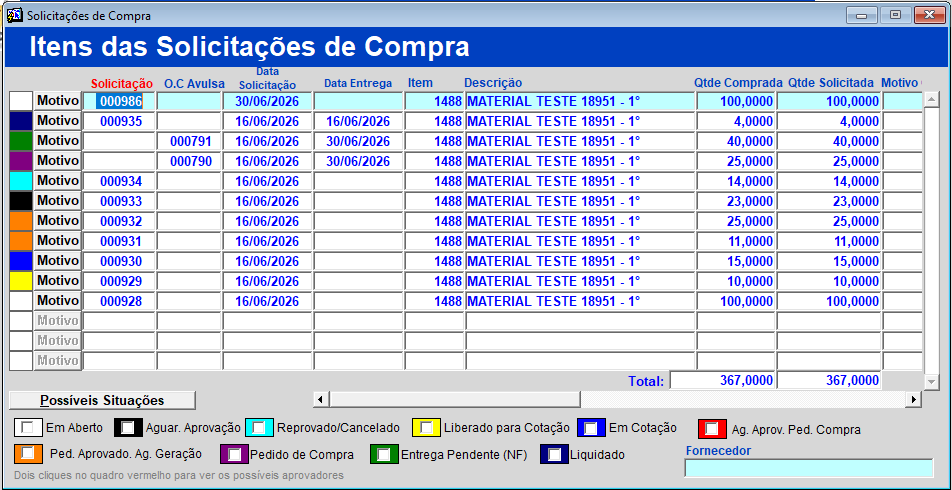 Solicitações de Compra
Itens das Solicitações de Compra
Solicitação O.C Avulsa Data Solicitação Data Entrega Item Descrição Qtde Comprada Qtde Solicitada Motivo
Motivo 000986 30/06/2026 1488 MATERIAL TESTE 18951 - 1° 100,0000 100,0000
Motivo 000935 16/06/2026 16/06/2026 1488 MATERIAL TESTE 18951 - 1° 4,0000 4,0000
Motivo 000791 16/06/2026 30/06/2026 1488 MATERIAL TESTE 18951 - 1° 40,0000 40,0000
Motivo 000790 16/06/2026 30/06/2026 1488 MATERIAL TESTE 18951 - 1° 25,0000 25,0000
Motivo 000934 16/06/2026 1488 MATERIAL TESTE 18951 - 1° 14,0000 14,0000
Motivo 000933 16/06/2026 1488 MATERIAL TESTE 18951 - 1° 23,0000 23,0000
Motivo 000932 16/06/2026 1488 MATERIAL TESTE 18951 - 1° 25,0000 25,0000
Motivo 000931 16/06/2026 1488 MATERIAL TESTE 18951 - 1° 11,0000 11,0000
Motivo 000930 16/06/2026 1488 MATERIAL TESTE 18951 - 1° 15,0000 15,0000
Motivo 000929 16/06/2026 1488 MATERIAL TESTE 18951 - 1° 10,0000 10,0000
Motivo 000928 16/06/2026 1488 MATERIAL TESTE 18951 - 1° 100,0000 100,0000
Motivo
Motivo
Motivo
Total: 367,0000 367,0000
Possíveis Situações
Em Aberto Aguar. Aprovação Reprovado/Cancelado Liberado para Cotação Em Cotação Ag. Aprov. Ped. Compra
Ped. Aprovado. Ag. Geração Pedido de Compra Entrega Pendente (NF) Liquidado Fornecedor
Dois cliques no quadro vermelho para ver os possíveis aprovadores